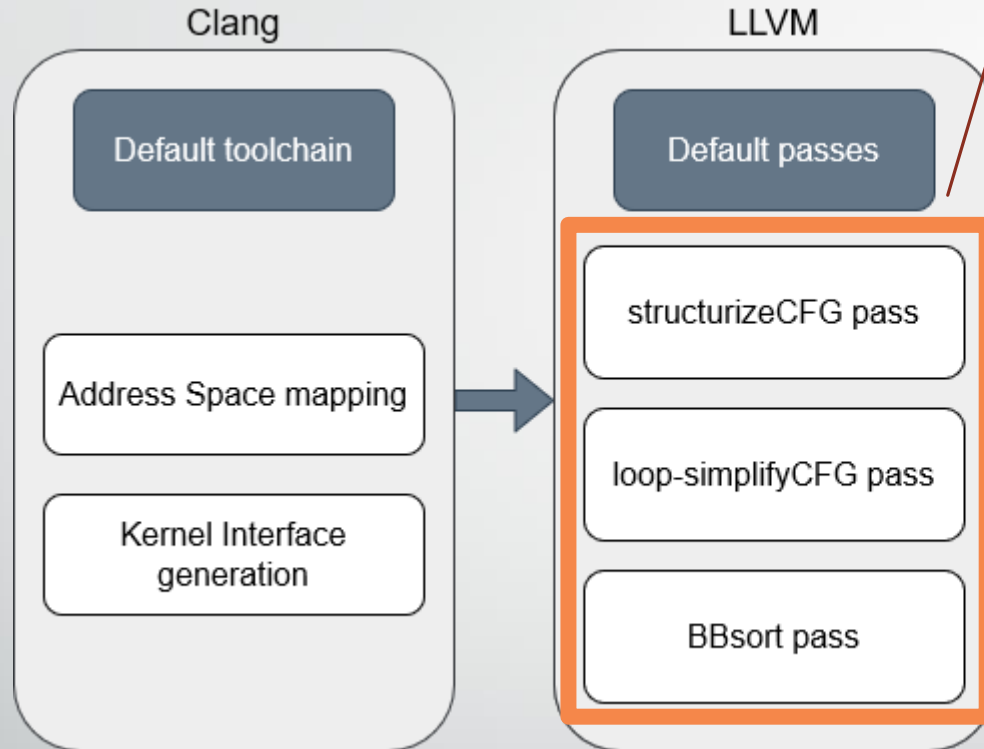 Clang
Default toolchain
Address Space mapping
Kernel Interface
generation
LLVM
Default passes
structurizeCFG pass
loop-simplifyCFG pass
BBsort pass